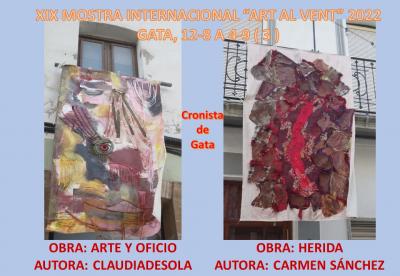 XIX MOSTRA INTERNACIONAL “ART AL VENT” 2022
GATA, 12-8 A 4-9 ( 3 )
Cronista
de
Gata
OBRA: ARTE Y OFICIO
AUTORA: CLAUDIADESOLA
OBRA: HERIDA
AUTORA: CARMEN SÁNCHEZ